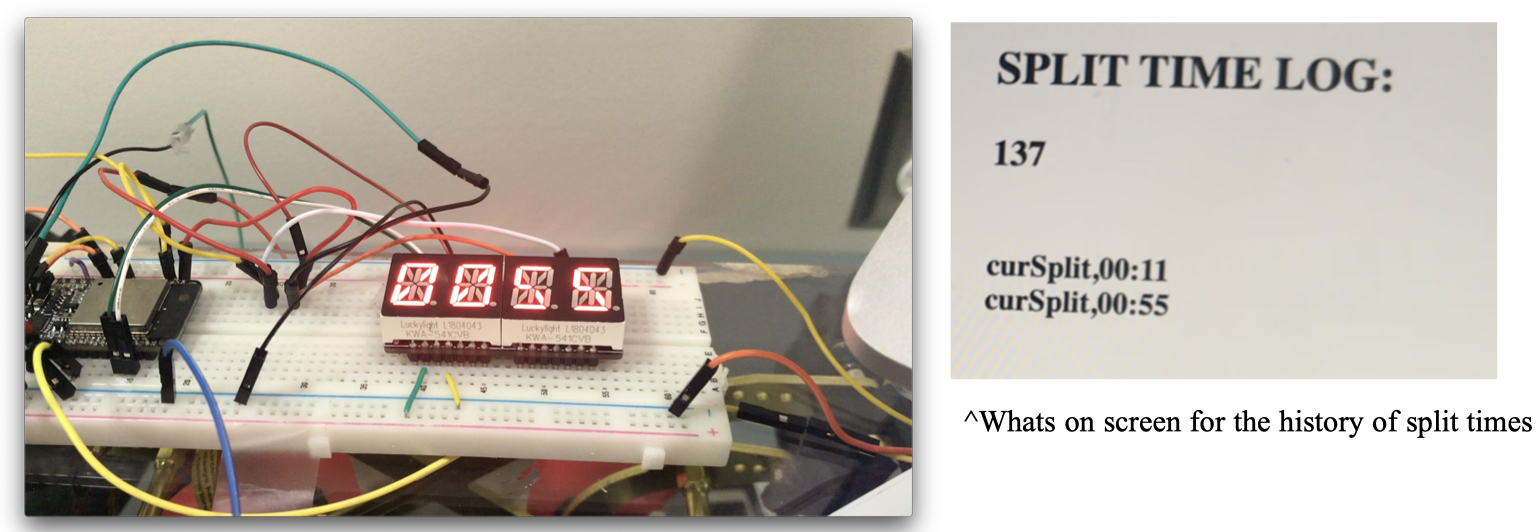 0055
Luckylight L1804043
KWA-541CVB
Luckylight L1804043
KWA-541CVB
SPLIT TIME LOG:
137
curSplit,00:11
curSplit,00:55
^Whats on screen for the history of split times